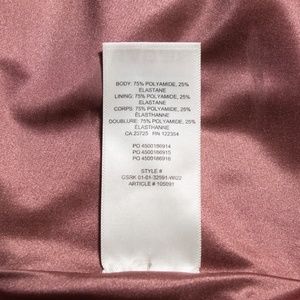 BODY: 75% POLYAMIDE, 25%
ELASTANE
LINING: 75% POLYAMIDE, 25%
ELASTANE
CORPS: 75% POLYAMIDE, 25%
ÉLASTHANNE
DOUBLURE: 75% POLYAMIDE, 25%
ÉLASTHANNE
CA 23725 RN 122354
PO 4500186914
PO 4500186915
PO 4500186916
STYLE #
GSRK 01-01-32591-W022
ARTICLE # 105091